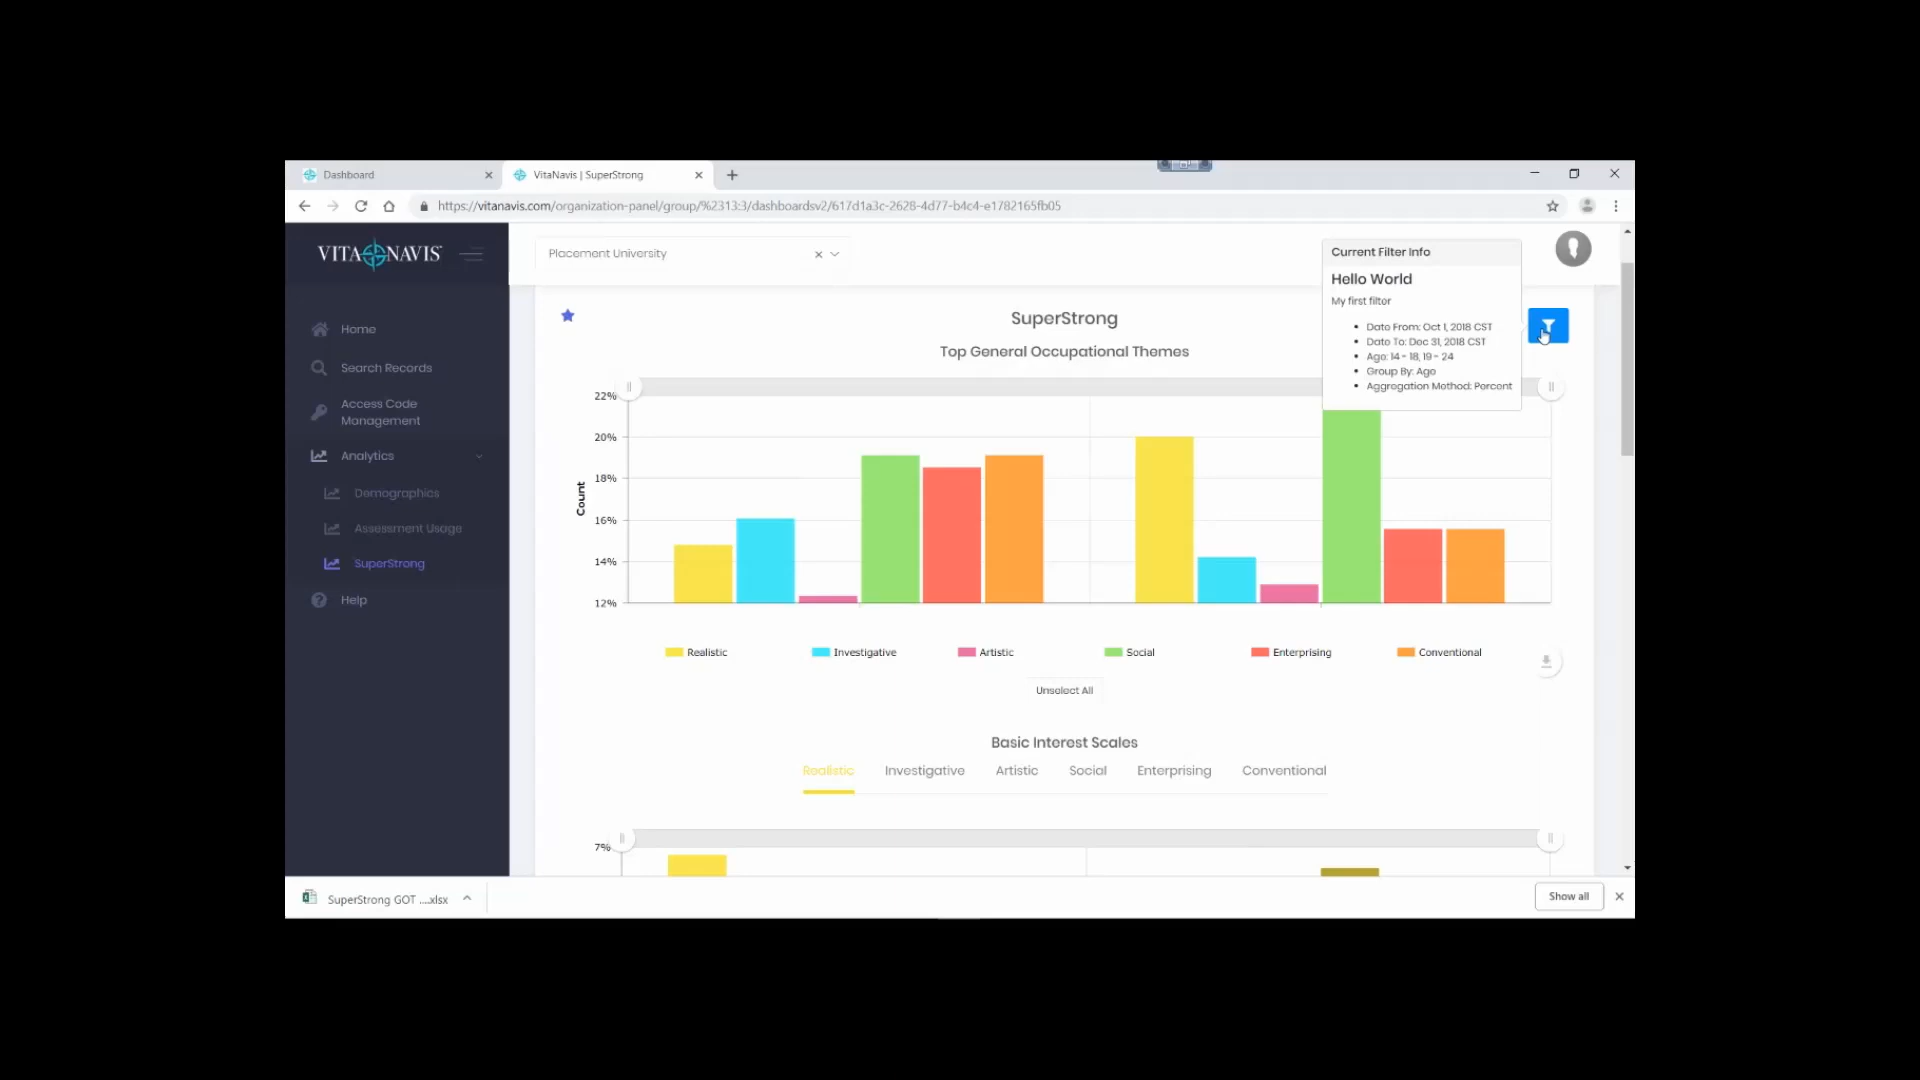 Dashboard
VitaNavis | SuperStrong
https://vitanavis.com/organization-panel/group/%2313:3/dashboardsv2/617d1a3c-2628-4d77-b4c4-e1782165fb05
VITA NAVIS
Placement University
Home
Search Records
Access Code
Management
Analytics
Demographics
Assessment Usage
SuperStrong
Help
Current Filter Info
Hello World
My first filter
Date From: Oct 1, 2018 CST
Date To: Dec 31, 2018 CST
Age: 14 - 18, 19 - 24
Group By: Age
Aggregation Method: Percent
SuperStrong
Top General Occupational Themes
22%
20%
18%
16%
14%
12%
Count
Realistic Investigative Artistic Social Enterprising Conventional
Unselect All
Basic Interest Scales
Realistic Investigative Artistic Social Enterprising Conventional
7%
SuperStrong GOT ....xlsx
Show all